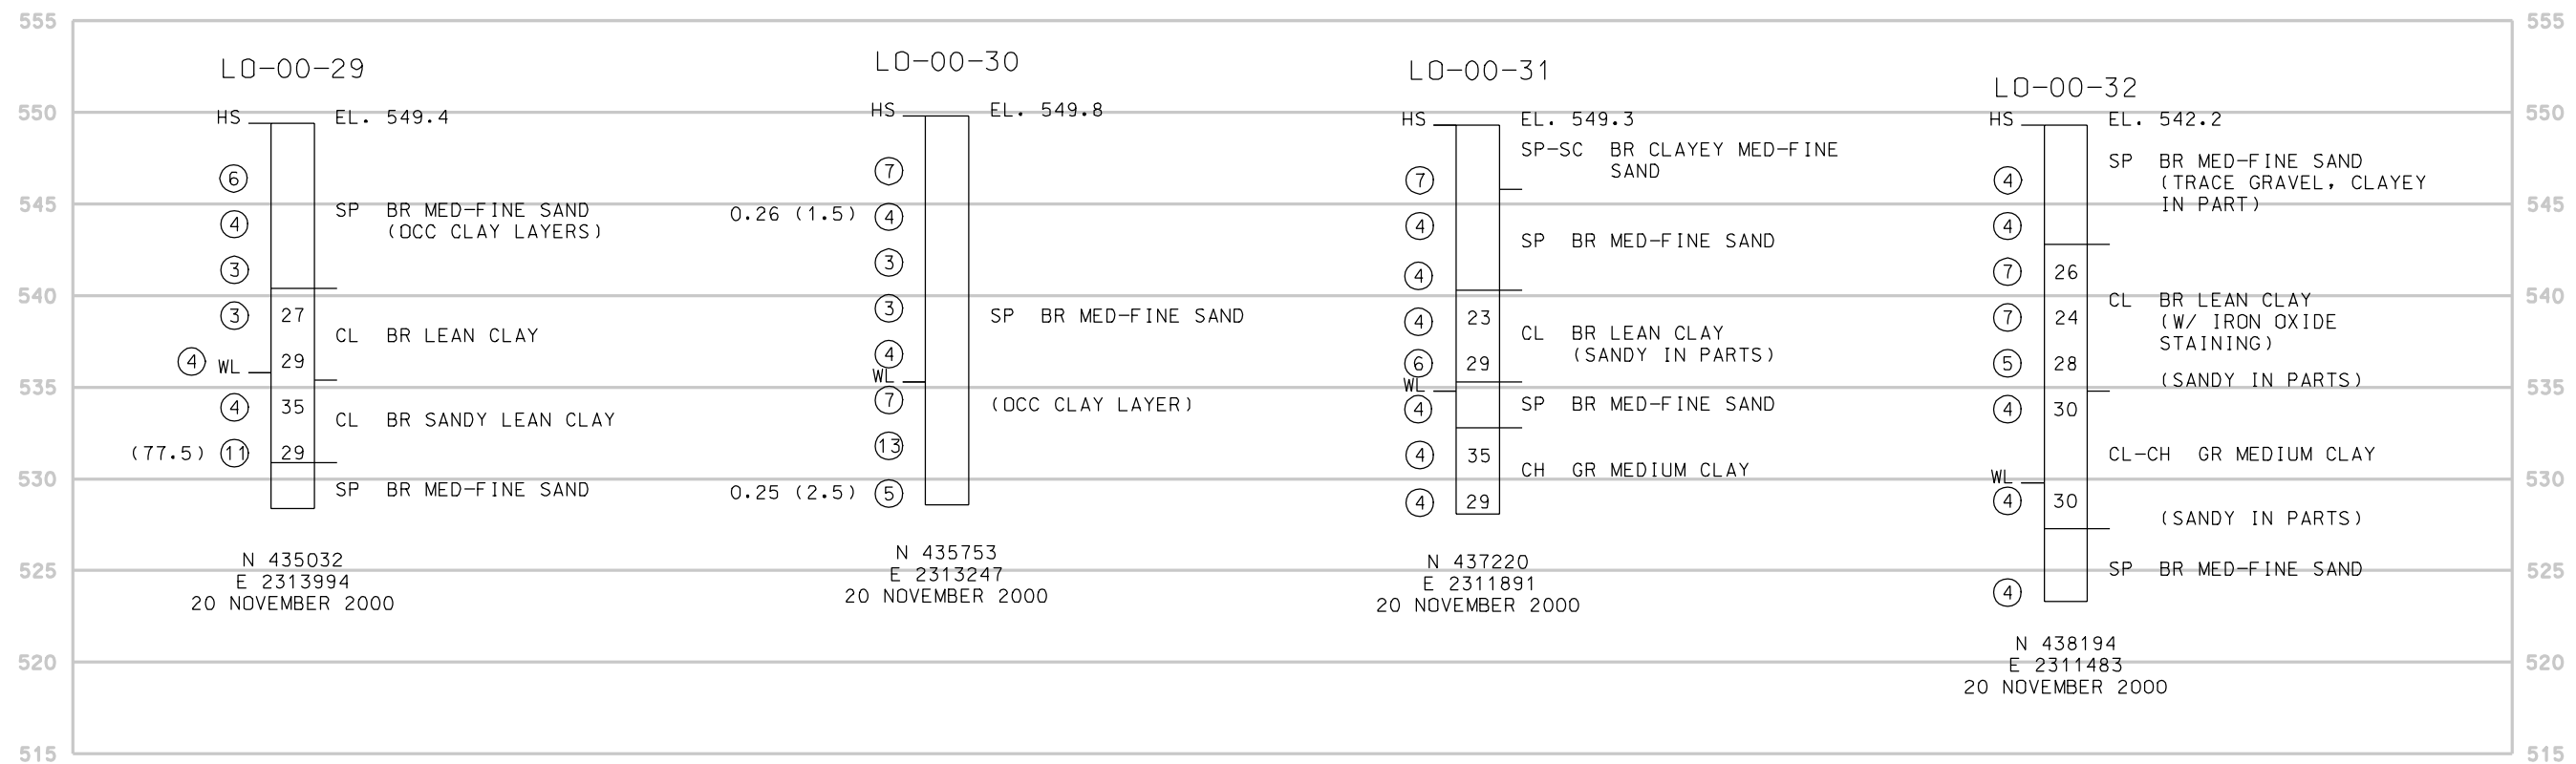 555
555
550
550
545
545
540
540
535
535
530
530
525
525
520
520
515
515
LO-00-29
HS
EL. 549.4
6
4
3
3
4
WL
4
(77.5)
11
27
29
35
29
SP BR MED-FINE SAND
(OCC CLAY LAYERS)
CL BR LEAN CLAY
CL BR SANDY LEAN CLAY
SP BR MED-FINE SAND
N 435032
E 2313994
20 NOVEMBER 2000
LO-00-30
HS
EL. 549.8
7
0.26 (1.5)
4
3
3
4
WL
7
13
0.25 (2.5)
5
SP BR MED-FINE SAND
(OCC CLAY LAYER)
N 435753
E 2313247
20 NOVEMBER 2000
LO-00-31
HS
EL. 549.3
7
4
4
4
6
WL
4
4
4
23
29
35
29
SP-SC BR CLAYEY MED-FINE
SAND
SP BR MED-FINE SAND
CL BR LEAN CLAY
(SANDY IN PARTS)
SP BR MED-FINE SAND
CH GR MEDIUM CLAY
N 437220
E 2311891
20 NOVEMBER 2000
LO-00-32
HS
EL. 542.2
4
4
7
7
5
4
WL
4
4
26
24
28
30
30
SP BR MED-FINE SAND
(TRACE GRAVEL, CLAYEY
IN PART)
CL BR LEAN CLAY
(W/ IRON OXIDE
STAINING)
(SANDY IN PARTS)
CL-CH GR MEDIUM CLAY
(SANDY IN PARTS)
SP BR MED-FINE SAND
N 438194
E 2311483
20 NOVEMBER 2000